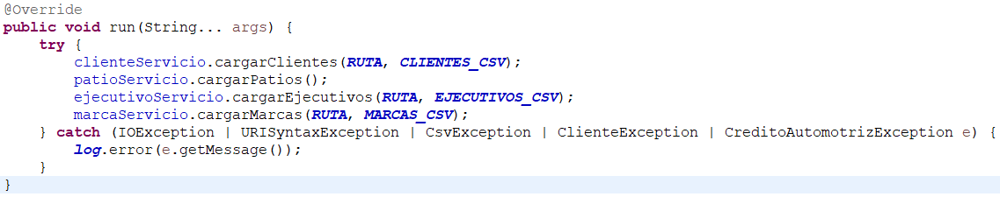 @Override
public void run(String... args) {
    try {
        clienteServicio.cargarClientes(RUTA, CLIENTES_CSV);
        patioServicio.cargarPatios();
        ejecutivoServicio.cargarEjecutivos(RUTA, EJECUTIVOS_CSV);
        marcaServicio.cargarMarcas(RUTA, MARCAS_CSV);
    } catch (IOException | URISyntaxException | CsvException | ClienteException | CreditoAutomotrizException e) {
        log.error(e.getMessage());
    }
}